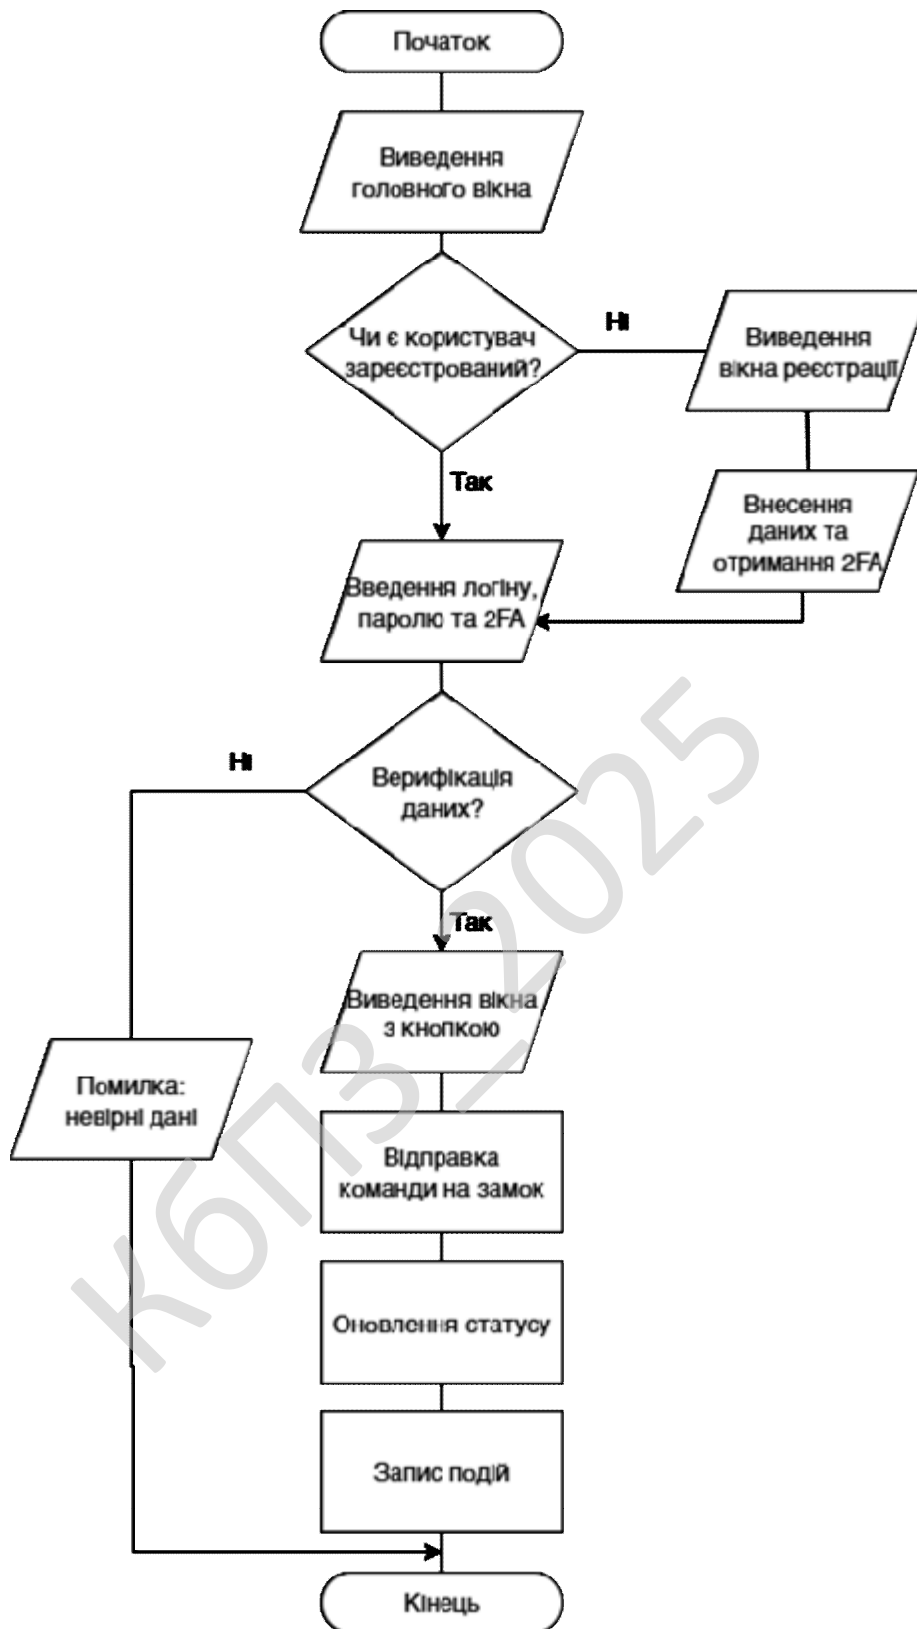 Початок
Виведення
головного вікна
Чи є користувач
зареєстрований?
Ні
Виведення
вікна реєстрації
Так
Внесення
даних та
отримання 2FA
Введення логіну,
паролю та 2FA
Ні
Верифікація
даних?
Так
Виведення вікна
з кнопкою
Помилка:
невірні дані
Відправка
команди на замок
Оновлення статусу
Запис подій
Кінець
КбПЗ_2025